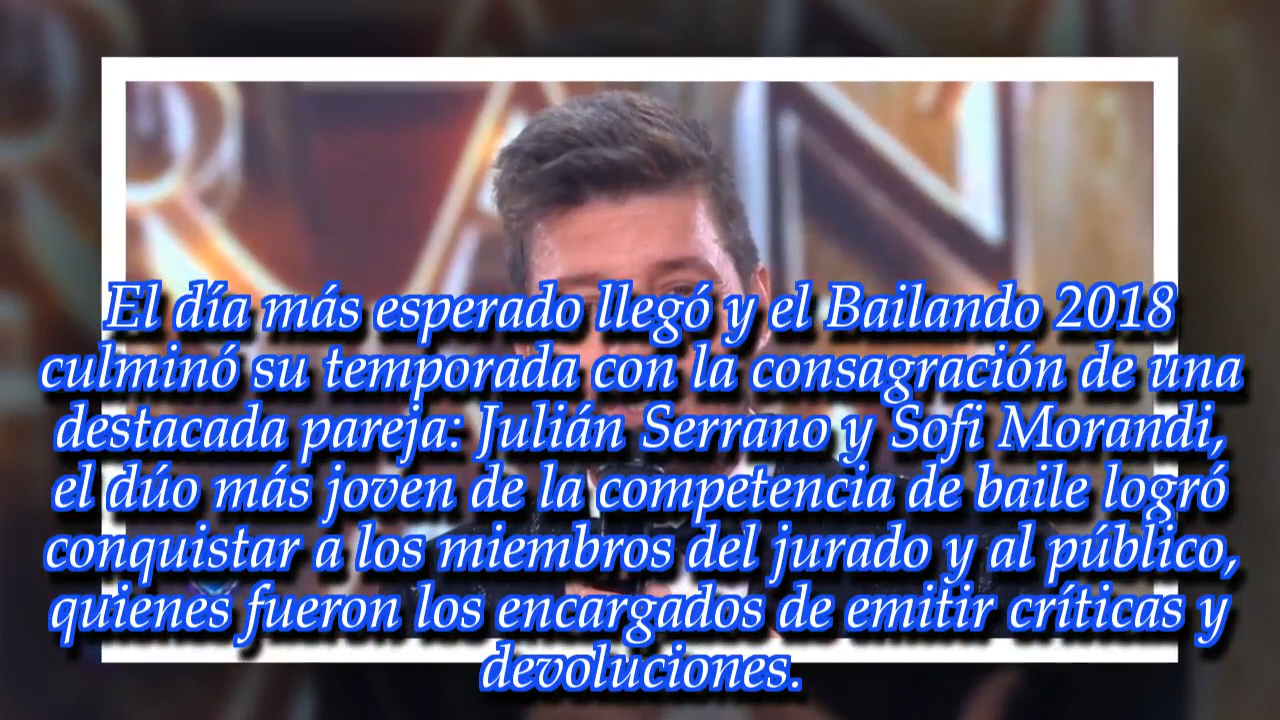 El día más esperado llegó y el Bailando 2018
culminó su temporada con la consagración de una
destacada pareja: Julián Serrano y Sofi Morandi,
el dúo más joven de la competencia de baile logró
conquistar a los miembros del jurado y al público,
quienes fueron los encargados de emitir críticas y
devoluciones.